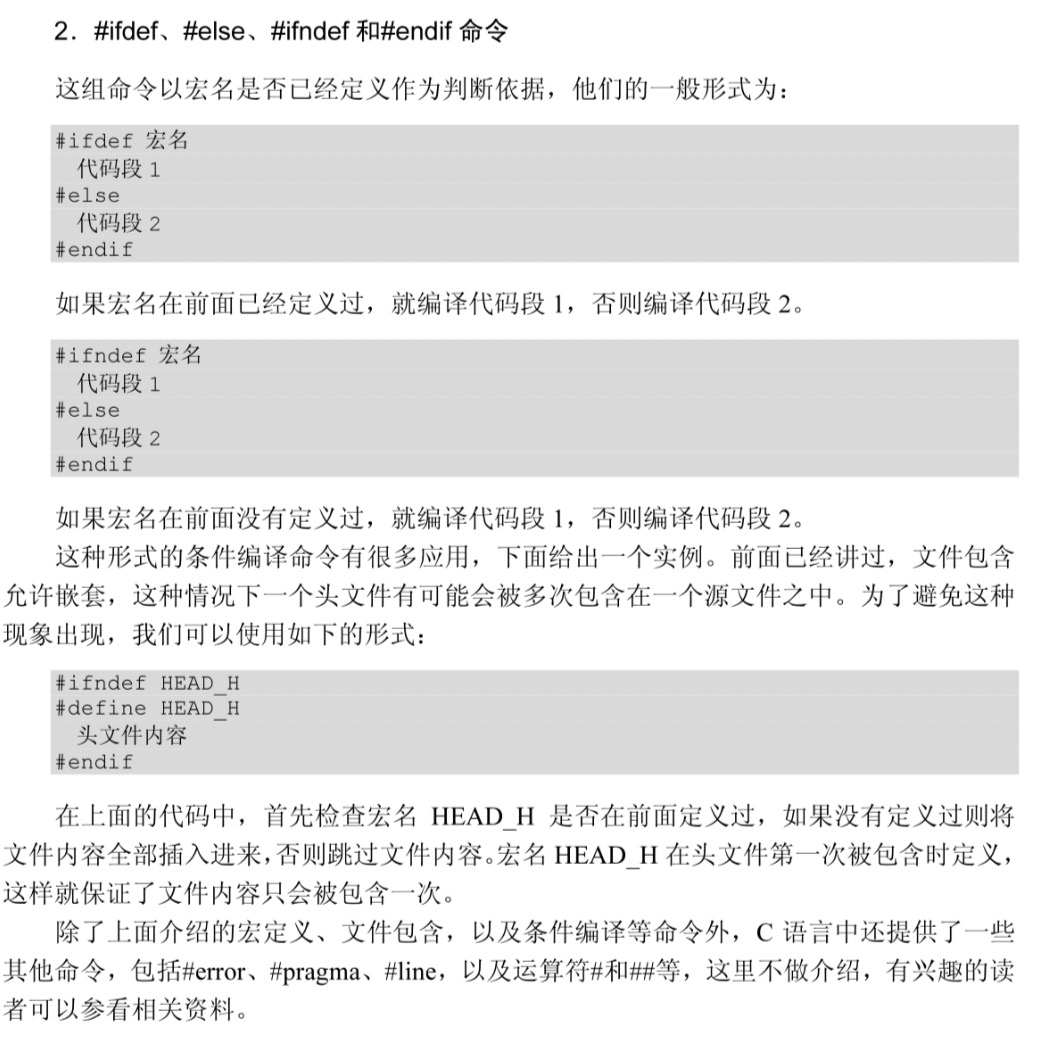 2．#ifdef、#else、#ifndef 和#endif 命令
这组命令以宏名是否已经定义作为判断依据，他们的一般形式为：
#ifdef 宏名
代码段 1
#else
代码段 2
#endif
如果宏名在前面已经定义过，就编译代码段 1，否则编译代码段 2。
#ifndef 宏名
代码段 1
#else
代码段 2
#endif
如果宏名在前面没有定义过，就编译代码段 1，否则编译代码段 2。
这种形式的条件编译命令有很多应用，下面给出一个实例。前面已经讲过，文件包含
允许嵌套，这种情况下一个头文件有可能会被多次包含在一个源文件之中。为了避免这种
现象出现，我们可以使用如下的形式：
#ifndef HEAD_H
#define HEAD_H
头文件内容
#endif
在上面的代码中，首先检查宏名 HEAD_H 是否在前面定义过，如果没有定义过则将
文件内容全部插入进来，否则跳过文件内容。宏名 HEAD_H 在头文件第一次被包含时定义，
这样就保证了文件内容只会被包含一次。
除了上面介绍的宏定义、文件包含，以及条件编译等命令外，C 语言中还提供了一些
其他命令，包括#error、#pragma、#line，以及运算符#和##等，这里不做介绍，有兴趣的读
者可以参看相关资料。